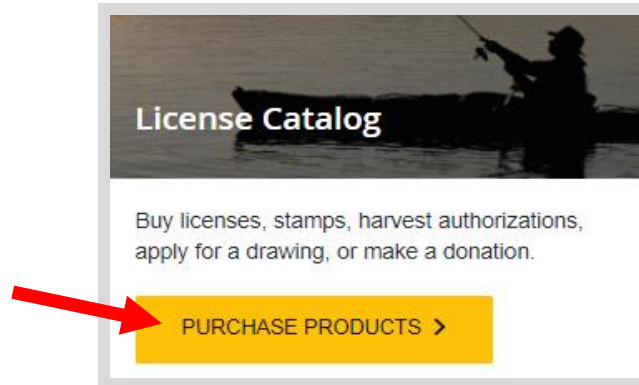 License Catalog
Buy licenses, stamps, harvest authorizations,
apply for a drawing, or make a donation.
PURCHASE PRODUCTS >